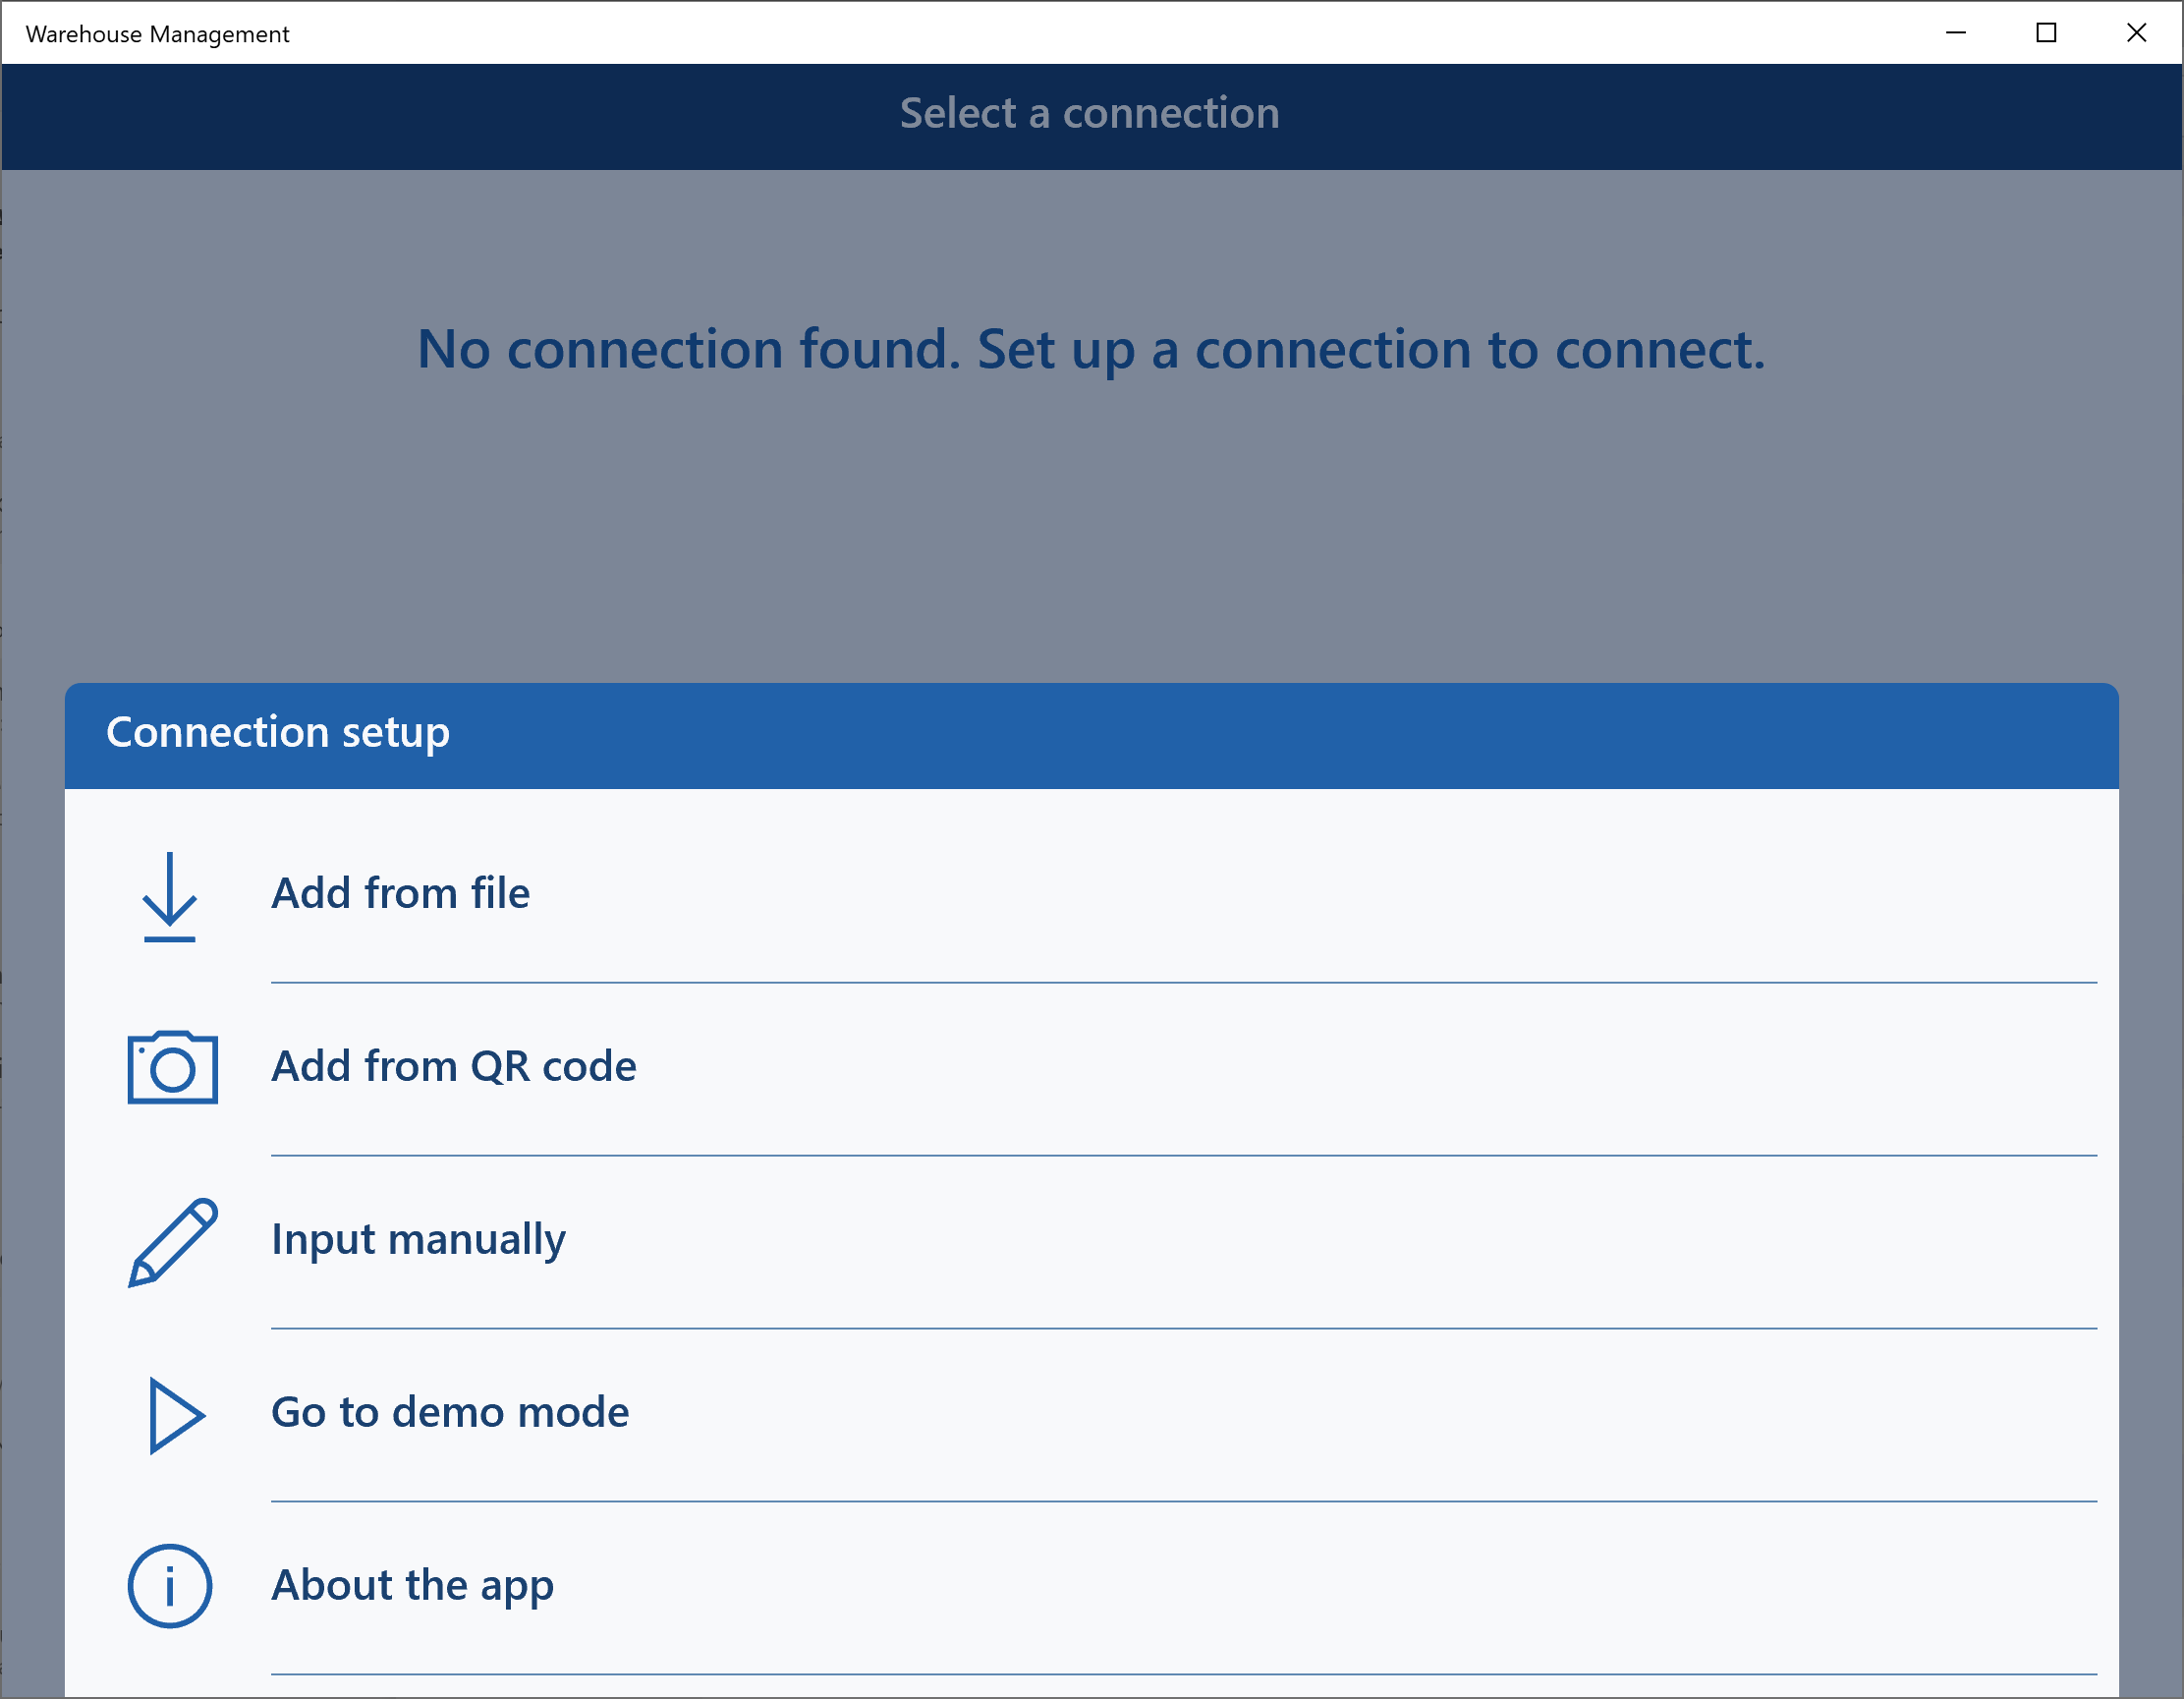 Warehouse Management
Select a connection
No connection found. Set up a connection to connect.
Connection setup
Add from file
Add from QR code
Input manually
Go to demo mode
About the app